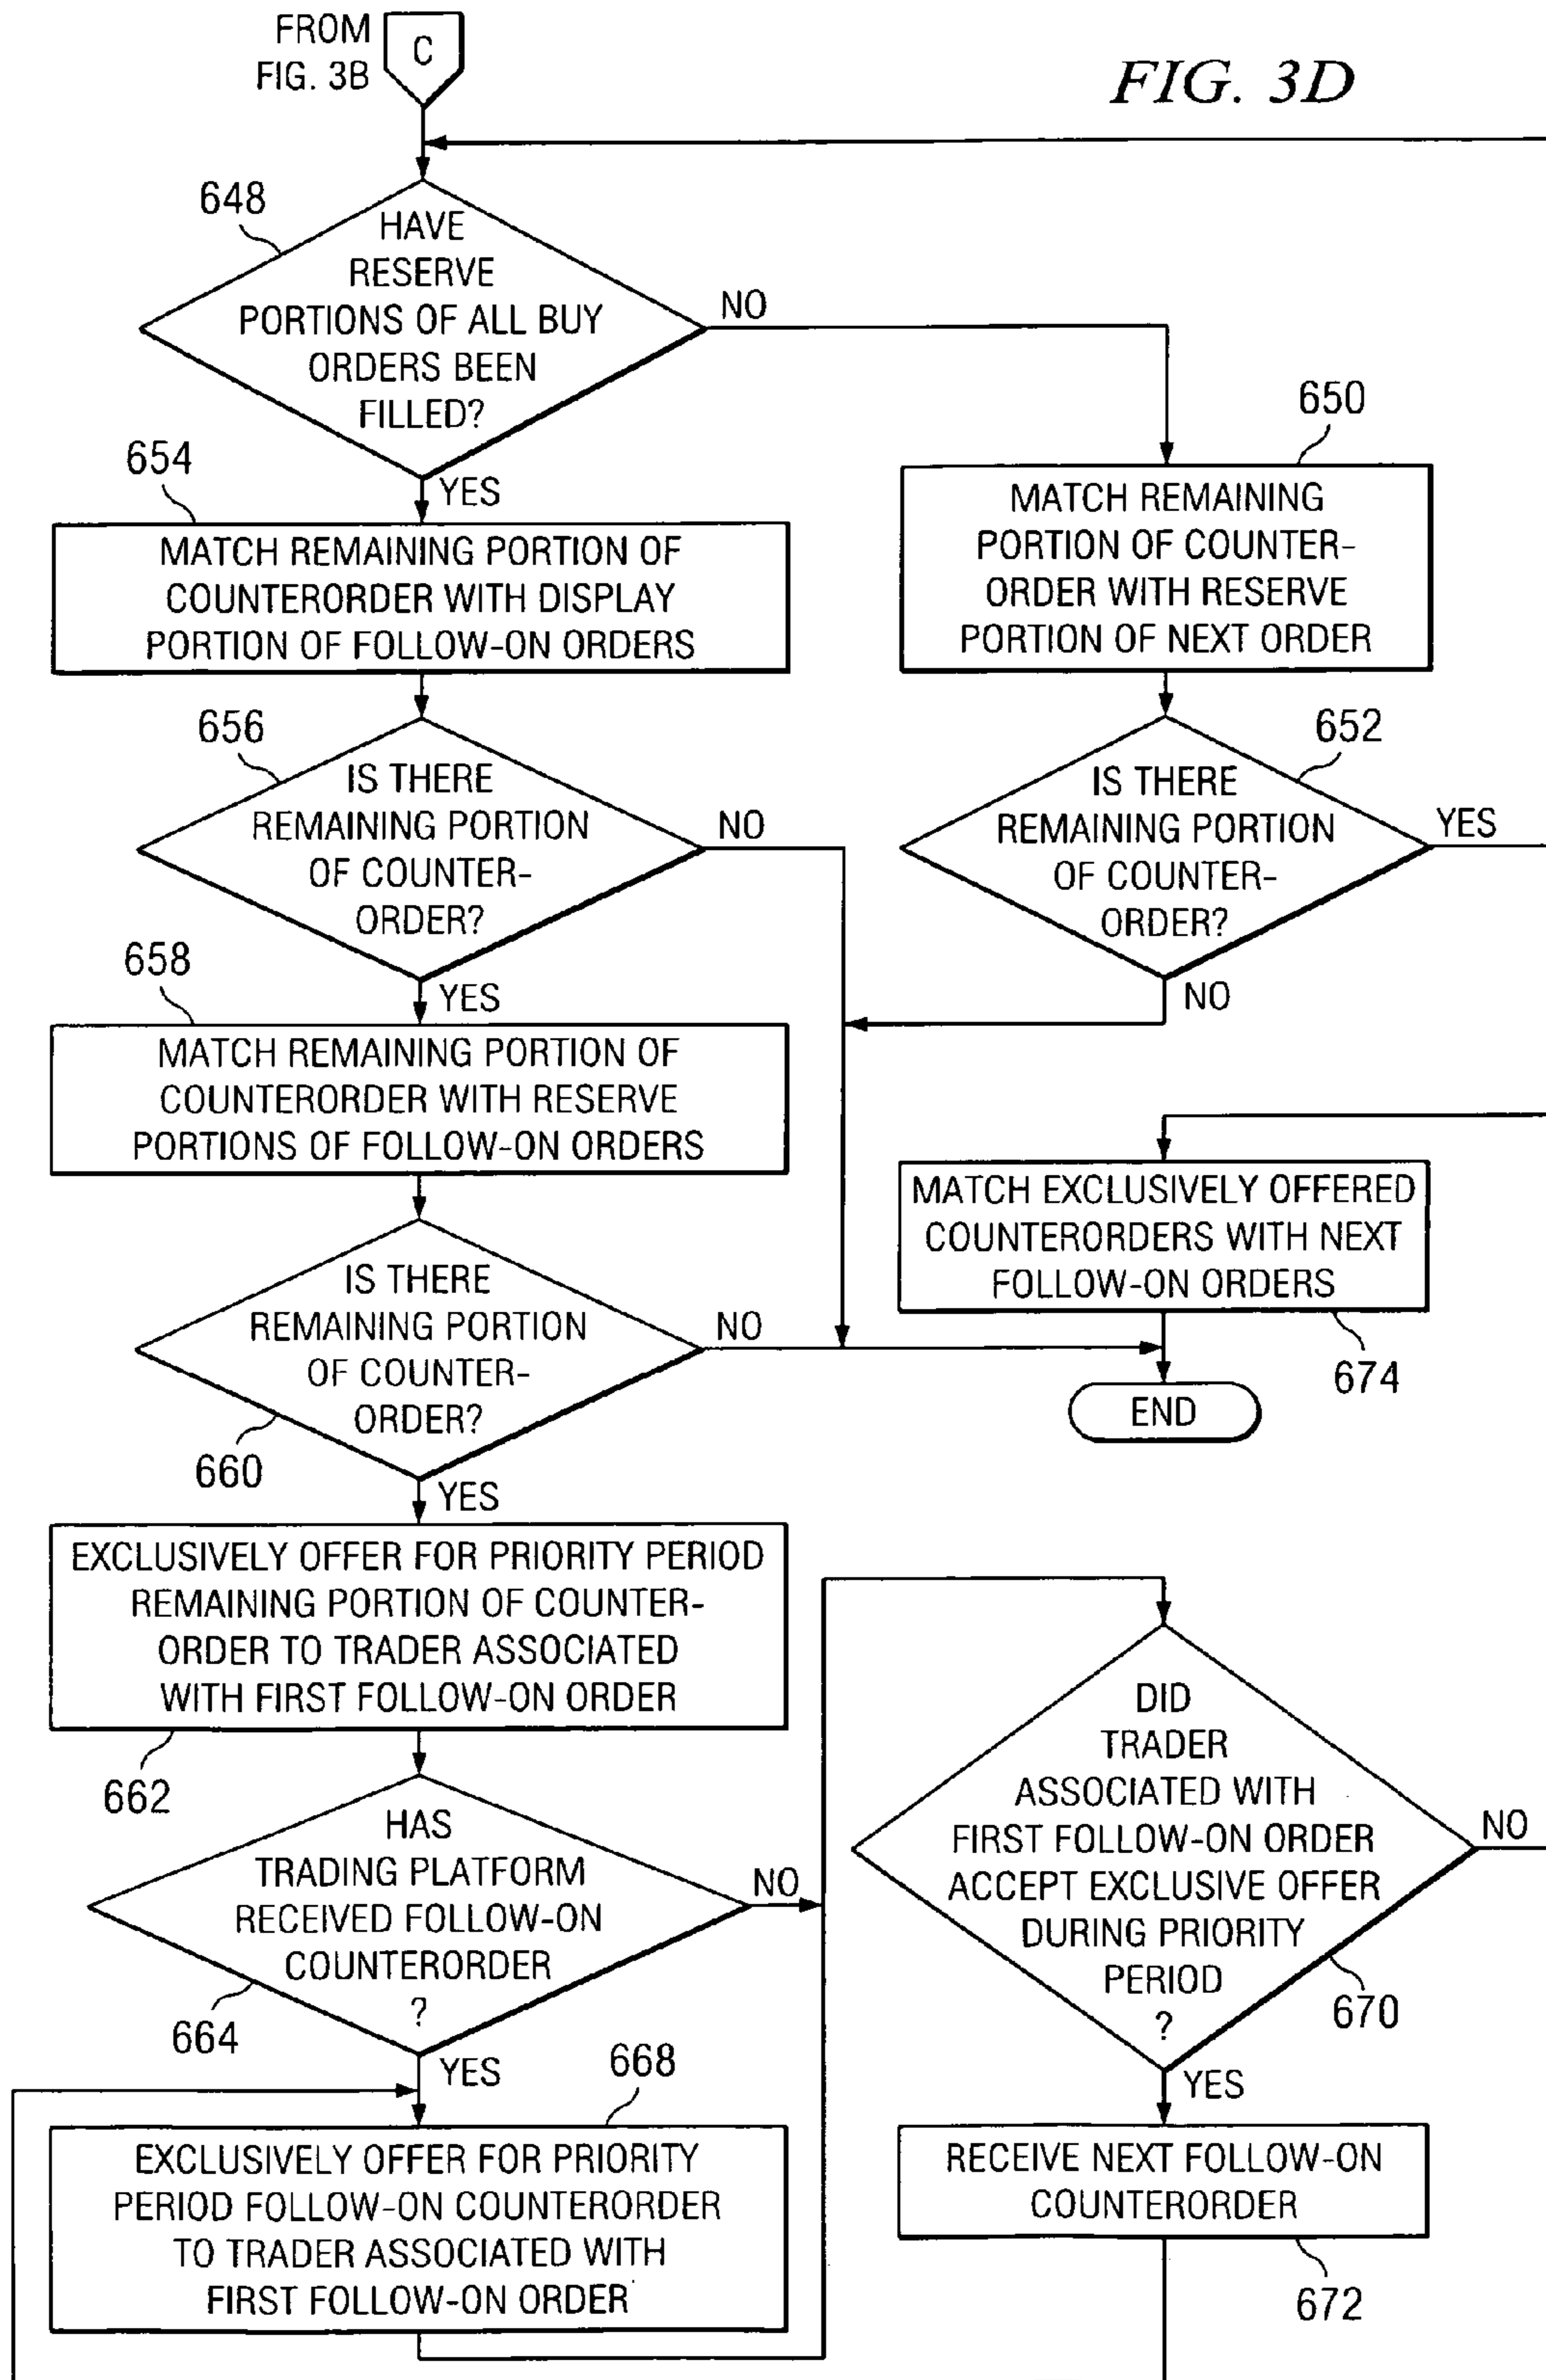 FROM
FIG. 3B
C
FIG. 3D
648
HAVE
RESERVE
PORTIONS OF ALL BUY
ORDERS BEEN
FILLED?
NO
YES
650
MATCH REMAINING
PORTION OF COUNTER-
ORDER WITH RESERVE
PORTION OF NEXT ORDER
654
MATCH REMAINING PORTION OF
COUNTERORDER WITH DISPLAY
PORTION OF FOLLOW-ON ORDERS
656
IS THERE
REMAINING PORTION
OF COUNTER-
ORDER?
NO
YES
652
IS THERE
REMAINING PORTION
OF COUNTER-
ORDER?
YES
NO
658
MATCH REMAINING PORTION OF
COUNTERORDER WITH RESERVE
PORTIONS OF FOLLOW-ON ORDERS
MATCH EXCLUSIVELY OFFERED
COUNTERORDERS WITH NEXT
FOLLOW-ON ORDERS
674
IS THERE
REMAINING PORTION
OF COUNTER-
ORDER?
660
NO
YES
END
EXCLUSIVELY OFFER FOR PRIORITY PERIOD
REMAINING PORTION OF COUNTER-
ORDER TO TRADER ASSOCIATED
WITH FIRST FOLLOW-ON ORDER
662
HAS
TRADING PLATFORM
RECEIVED FOLLOW-ON
COUNTERORDER
?
664
NO
YES
668
EXCLUSIVELY OFFER FOR PRIORITY
PERIOD FOLLOW-ON COUNTERORDER
TO TRADER ASSOCIATED WITH
FIRST FOLLOW-ON ORDER
DID
TRADER
ASSOCIATED WITH
FIRST FOLLOW-ON ORDER
ACCEPT EXCLUSIVE OFFER
DURING PRIORITY
PERIOD
?
670
NO
YES
RECEIVE NEXT FOLLOW-ON
COUNTERORDER
672